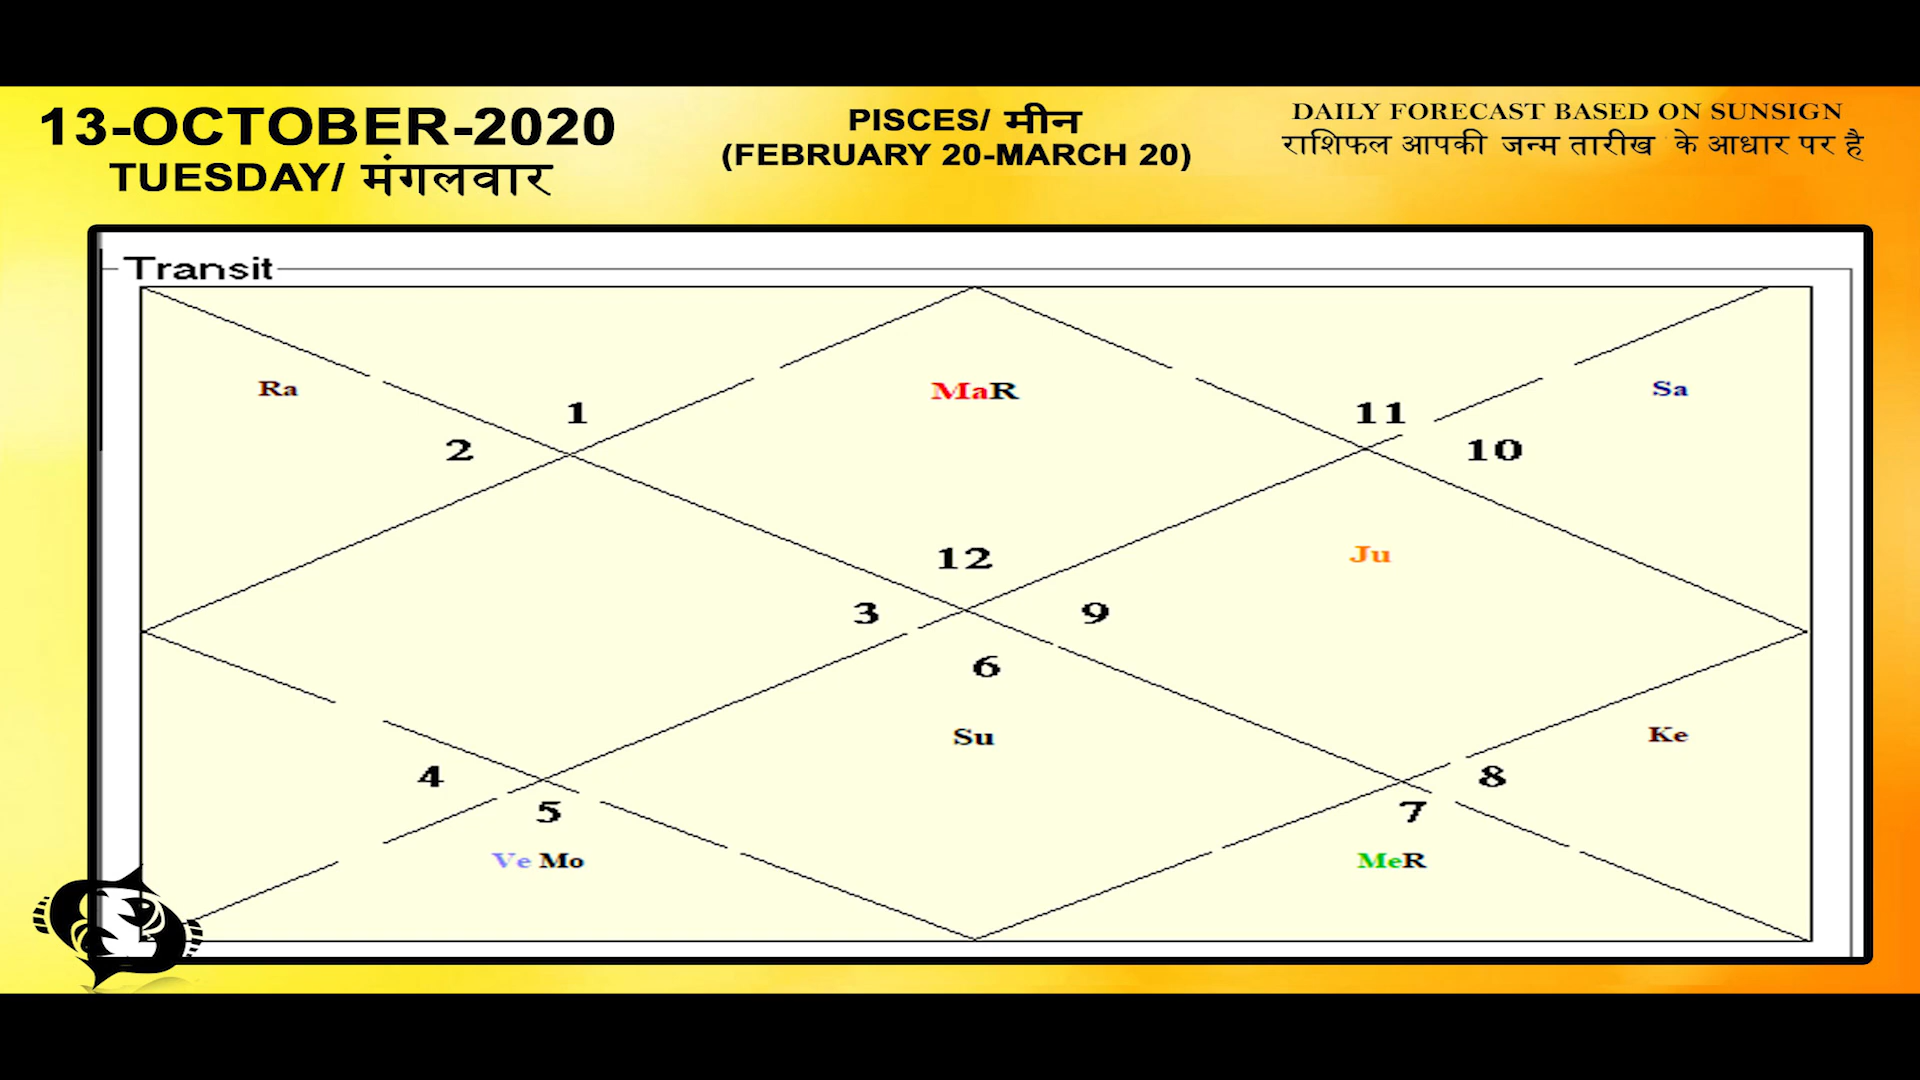 13-OCTOBER-2020
TUESDAY/ मंगलवार
PISCES/ मीन
(FEBRUARY 20-MARCH 20)
DAILY FORECAST BASED ON SUNSIGN
राशिफल आपकी जन्म तारीख के आधार पर है
Transit
Ra
MaR
Sa
1
11
2
10
12
Ju
3
9
6
Su
Ke
4
8
5
7
Ve Mo
MeR